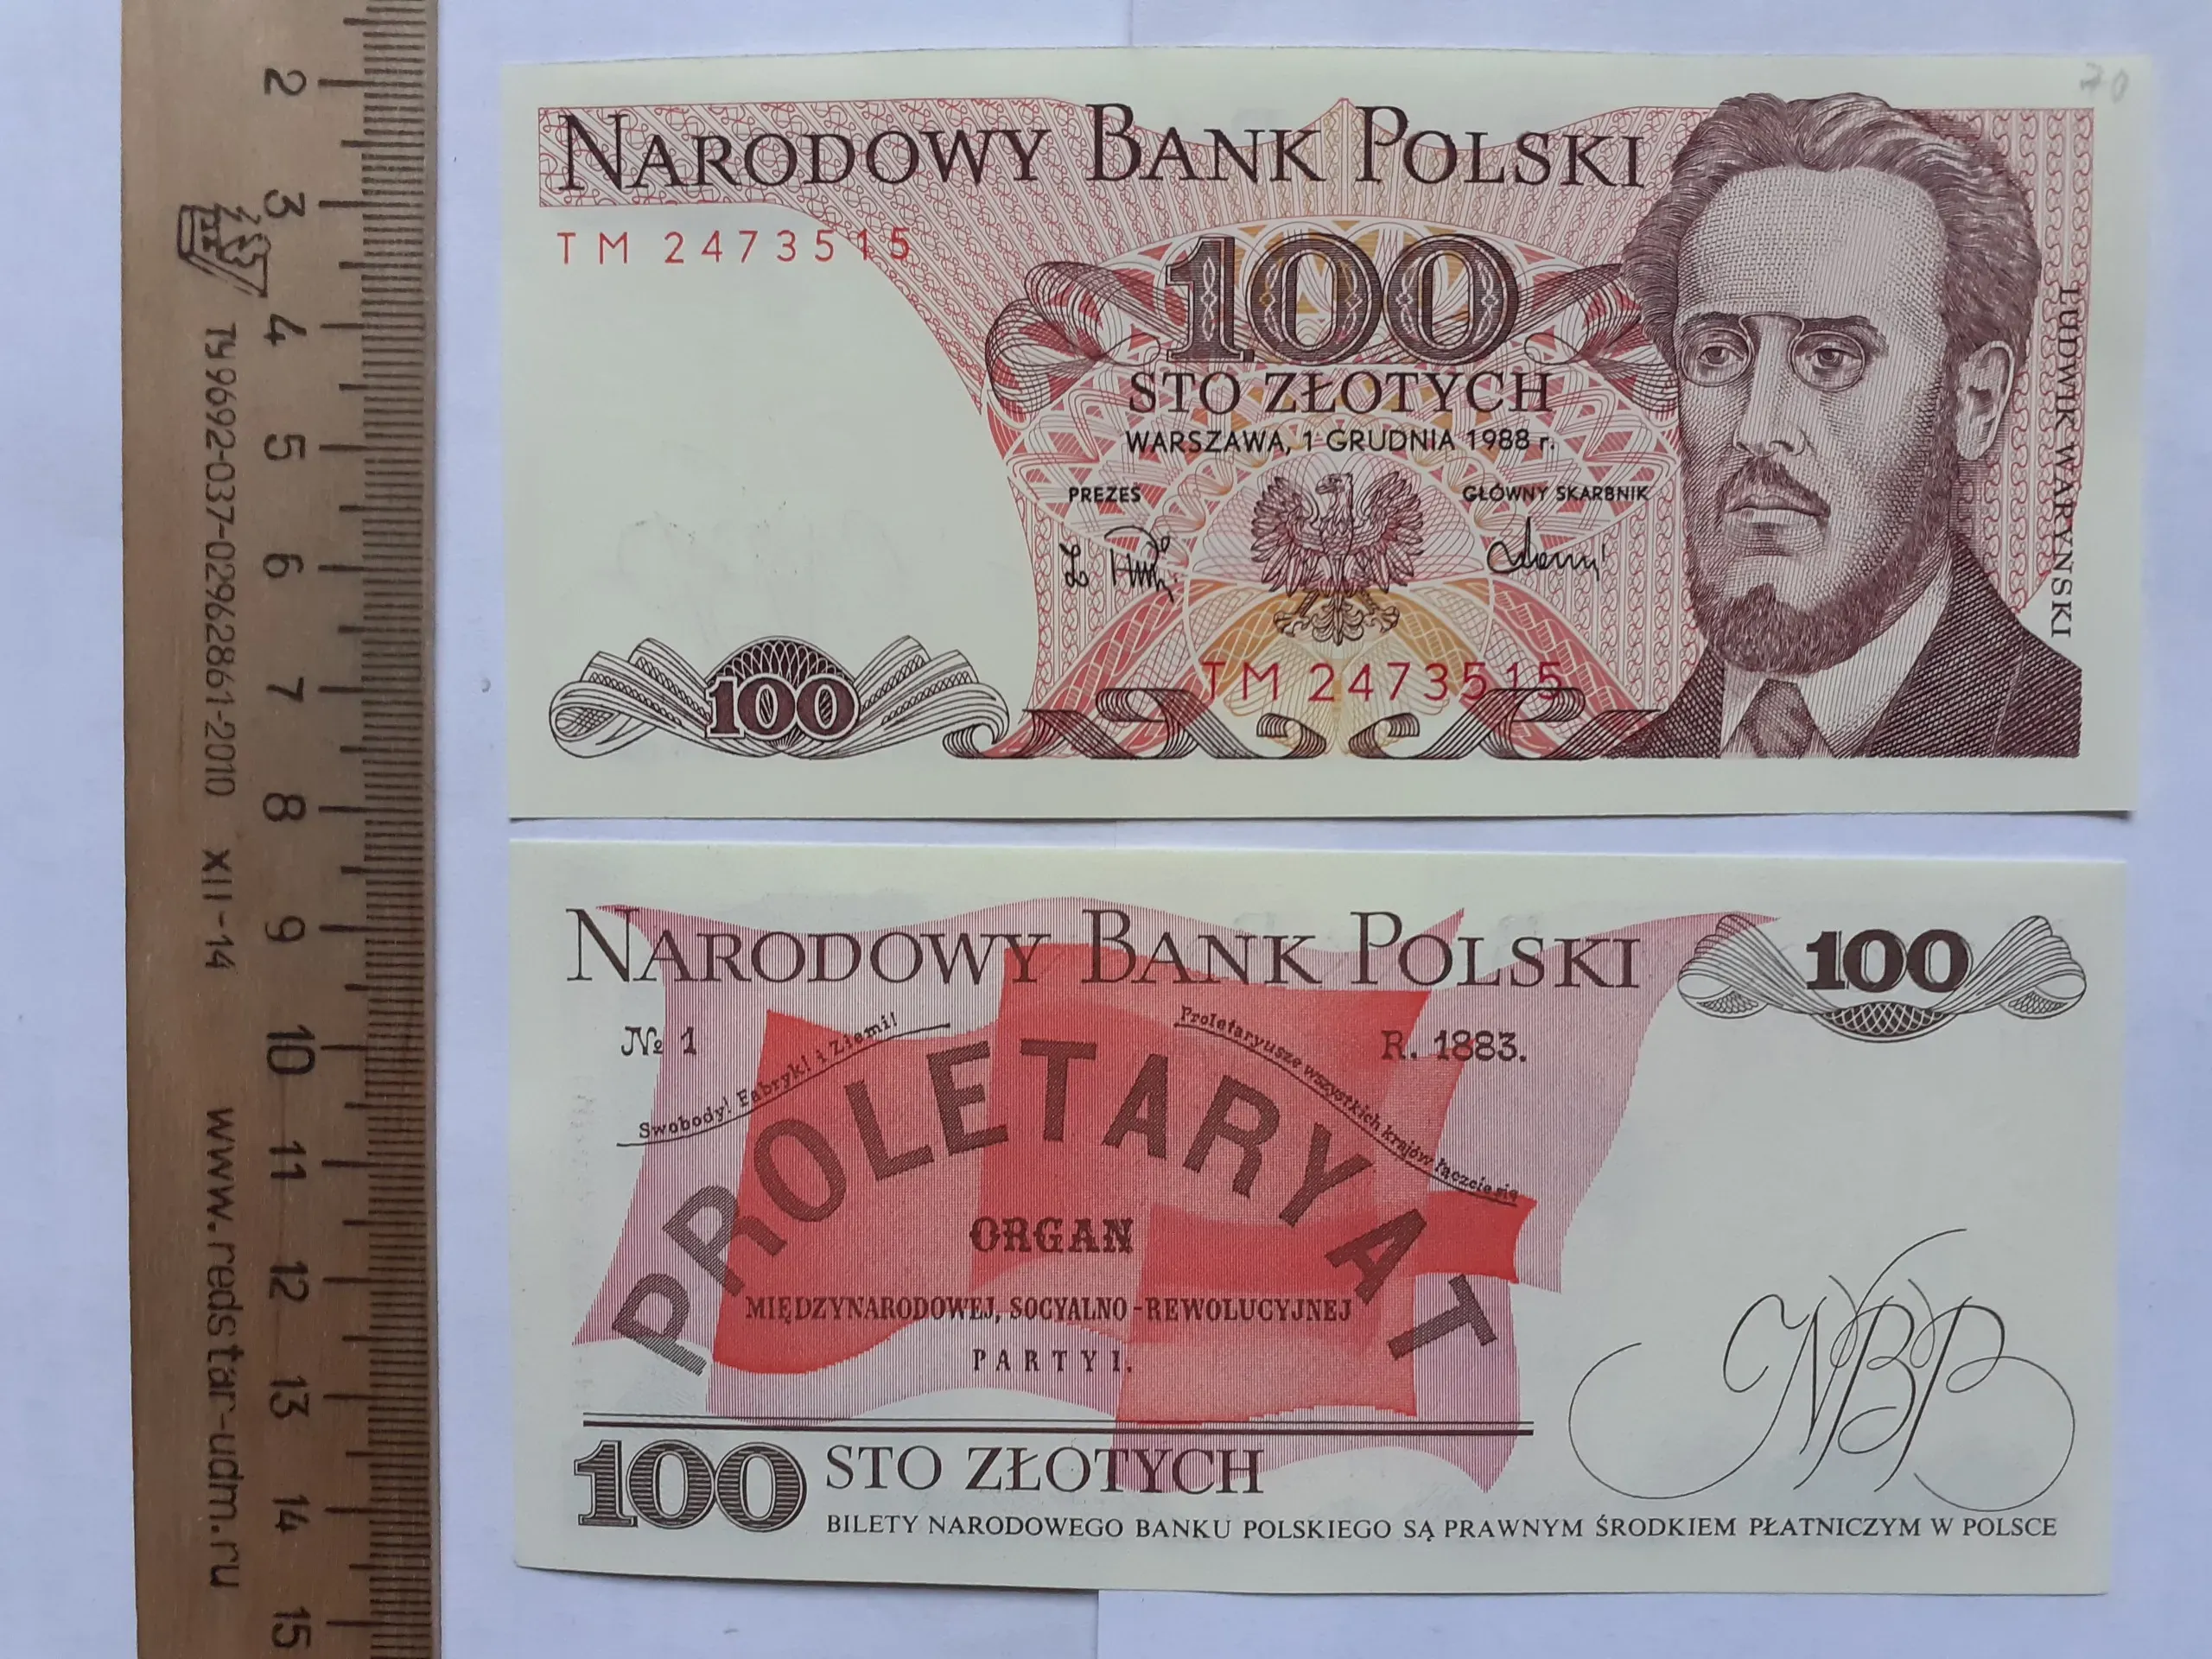 2
3
4
5
6
7
8
9
10
11
12
13
14
15
ТУ 9692-037-02962861-2010 XII-14 www.redstar-udm.ru
NARODOWY BANK POLSKI
TM 2473515
100
STO ZŁOTYCH
WARSZAWA, 1 GRUDNIA 1988 r.
PREZES
GŁÓWNY SKARBNIK
TM 2473515
100
LUDWIK WARYŃSKI
NARODOWY BANK POLSKI
100
№ 1
R. 1883.
Swobody! Fabryk! i Ziemi!
Proletaryusze wszystkich krajów łączcie się
PROLETARYAT
ORGAN
MIĘDZYNARODOWEJ, SOCYALNO-REWOLUCYJNEJ
PARTYI.
NBP
100 STO ZŁOTYCH
BILETY NARODOWEGO BANKU POLSKIEGO SĄ PRAWNYM ŚRODKIEM PŁATNICZYM W POLSCE